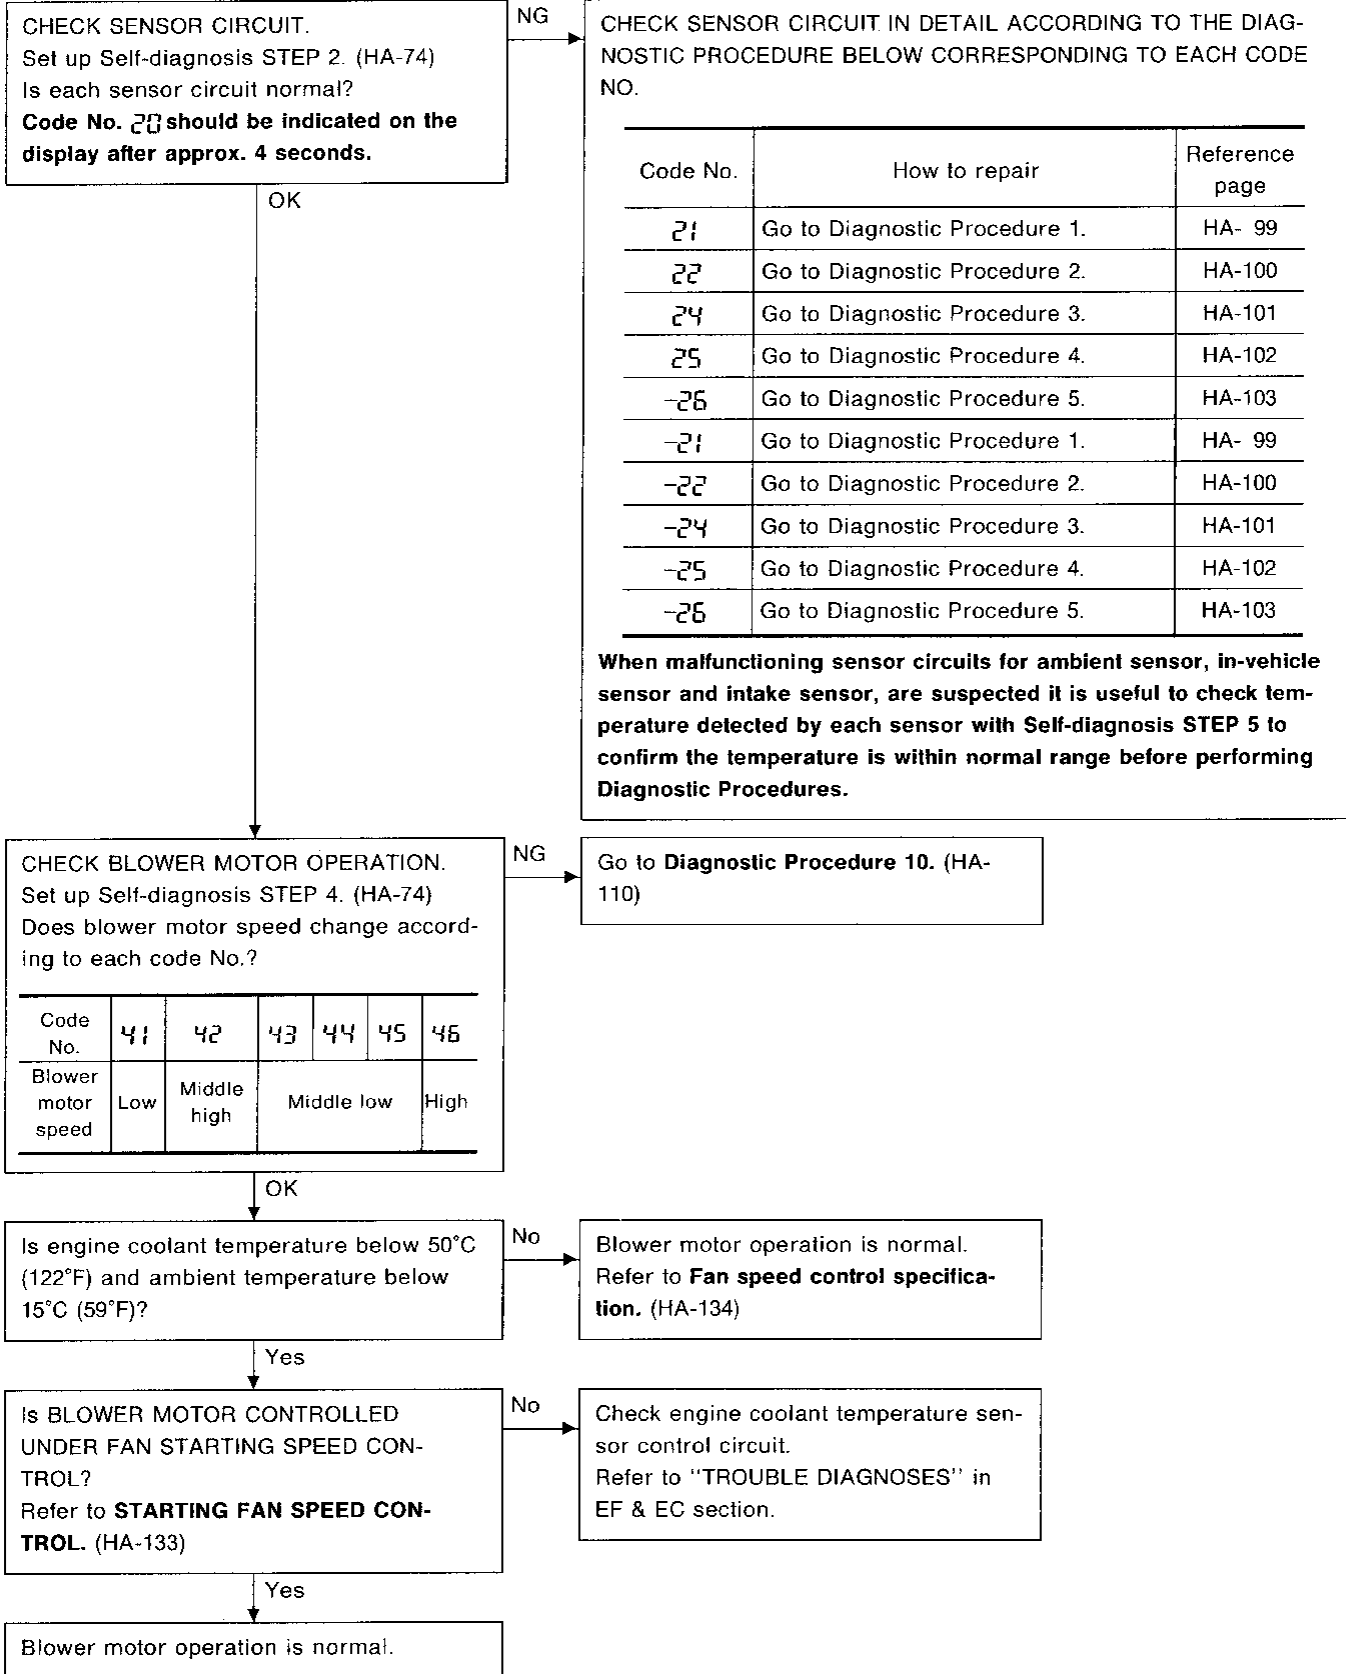 CHECK SENSOR CIRCUIT.
Set up Self-diagnosis STEP 2. (HA-74)
Is each sensor circuit normal?
Code No. 20 should be indicated on the
display after approx. 4 seconds.
NG
CHECK SENSOR CIRCUIT IN DETAIL ACCORDING TO THE DIAG-
NOSTIC PROCEDURE BELOW CORRESPONDING TO EACH CODE
NO.
Code No. How to repair Reference
page
21 Go to Diagnostic Procedure 1. HA- 99
22 Go to Diagnostic Procedure 2. HA-100
24 Go to Diagnostic Procedure 3. HA-101
25 Go to Diagnostic Procedure 4. HA-102
-26 Go to Diagnostic Procedure 5. HA-103
-21 Go to Diagnostic Procedure 1. HA- 99
-22 Go to Diagnostic Procedure 2. HA-100
-24 Go to Diagnostic Procedure 3. HA-101
-25 Go to Diagnostic Procedure 4. HA-102
-26 Go to Diagnostic Procedure 5. HA-103
When malfunctioning sensor circuits for ambient sensor, in-vehicle
sensor and intake sensor, are suspected it is useful to check tem-
perature detected by each sensor with Self-diagnosis STEP 5 to
confirm the temperature is within normal range before performing
Diagnostic Procedures.
OK
CHECK BLOWER MOTOR OPERATION.
Set up Self-diagnosis STEP 4. (HA-74)
Does blower motor speed change accord-
ing to each code No.?
Code
No. 41 42 43 44 45 46
Blower
motor
speed Low Middle
high Middle low High
NG
Go to Diagnostic Procedure 10. (HA-
110)
OK
Is engine coolant temperature below 50°C
(122°F) and ambient temperature below
15°C (59°F)?
No
Blower motor operation is normal.
Refer to Fan speed control specifica-
tion. (HA-134)
Yes
Is BLOWER MOTOR CONTROLLED
UNDER FAN STARTING SPEED CON-
TROL?
Refer to STARTING FAN SPEED CON-
TROL. (HA-133)
No
Check engine coolant temperature sen-
sor control circuit.
Refer to "TROUBLE DIAGNOSES" in
EF & EC section.
Yes
Blower motor operation is normal.